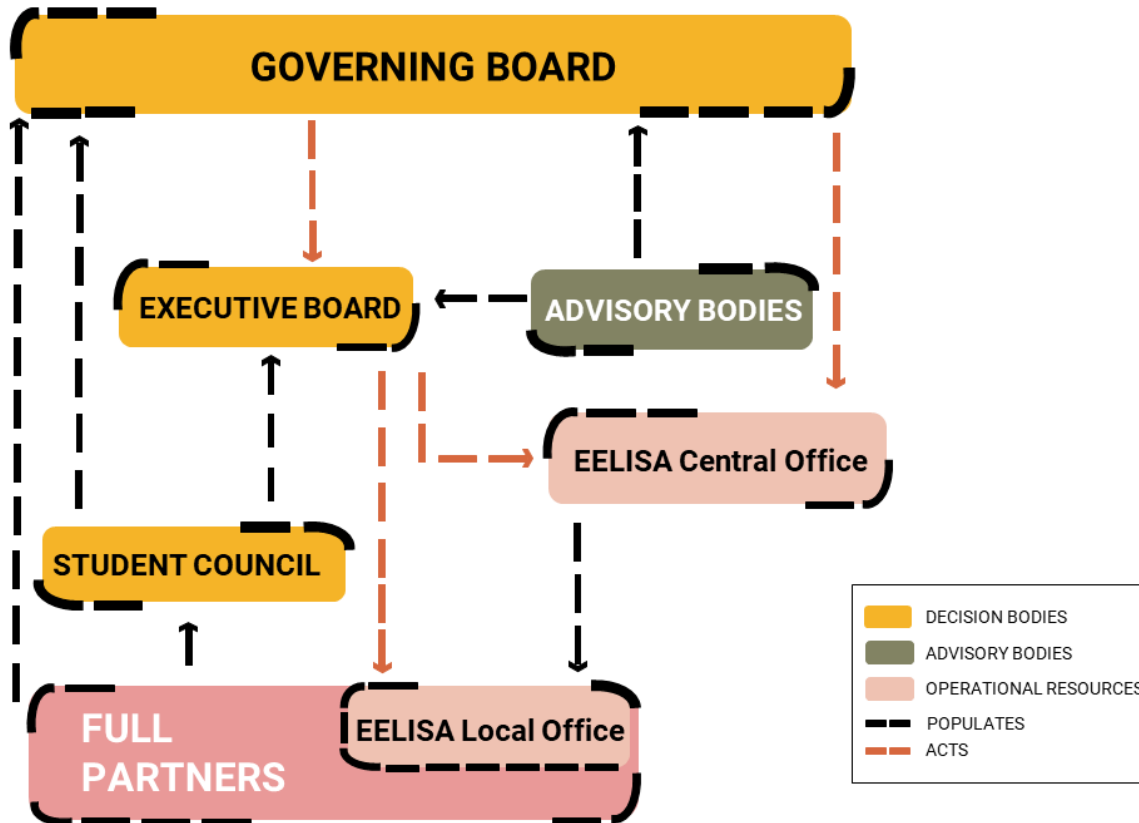 GOVERNING BOARD
EXECUTIVE BOARD
ADVISORY BODIES
EELISA Central Office
STUDENT COUNCIL
FULL
PARTNERS
EELISA Local Office
DECISION BODIES
ADVISORY BODIES
OPERATIONAL RESOURCES
POPULATES
ACTS